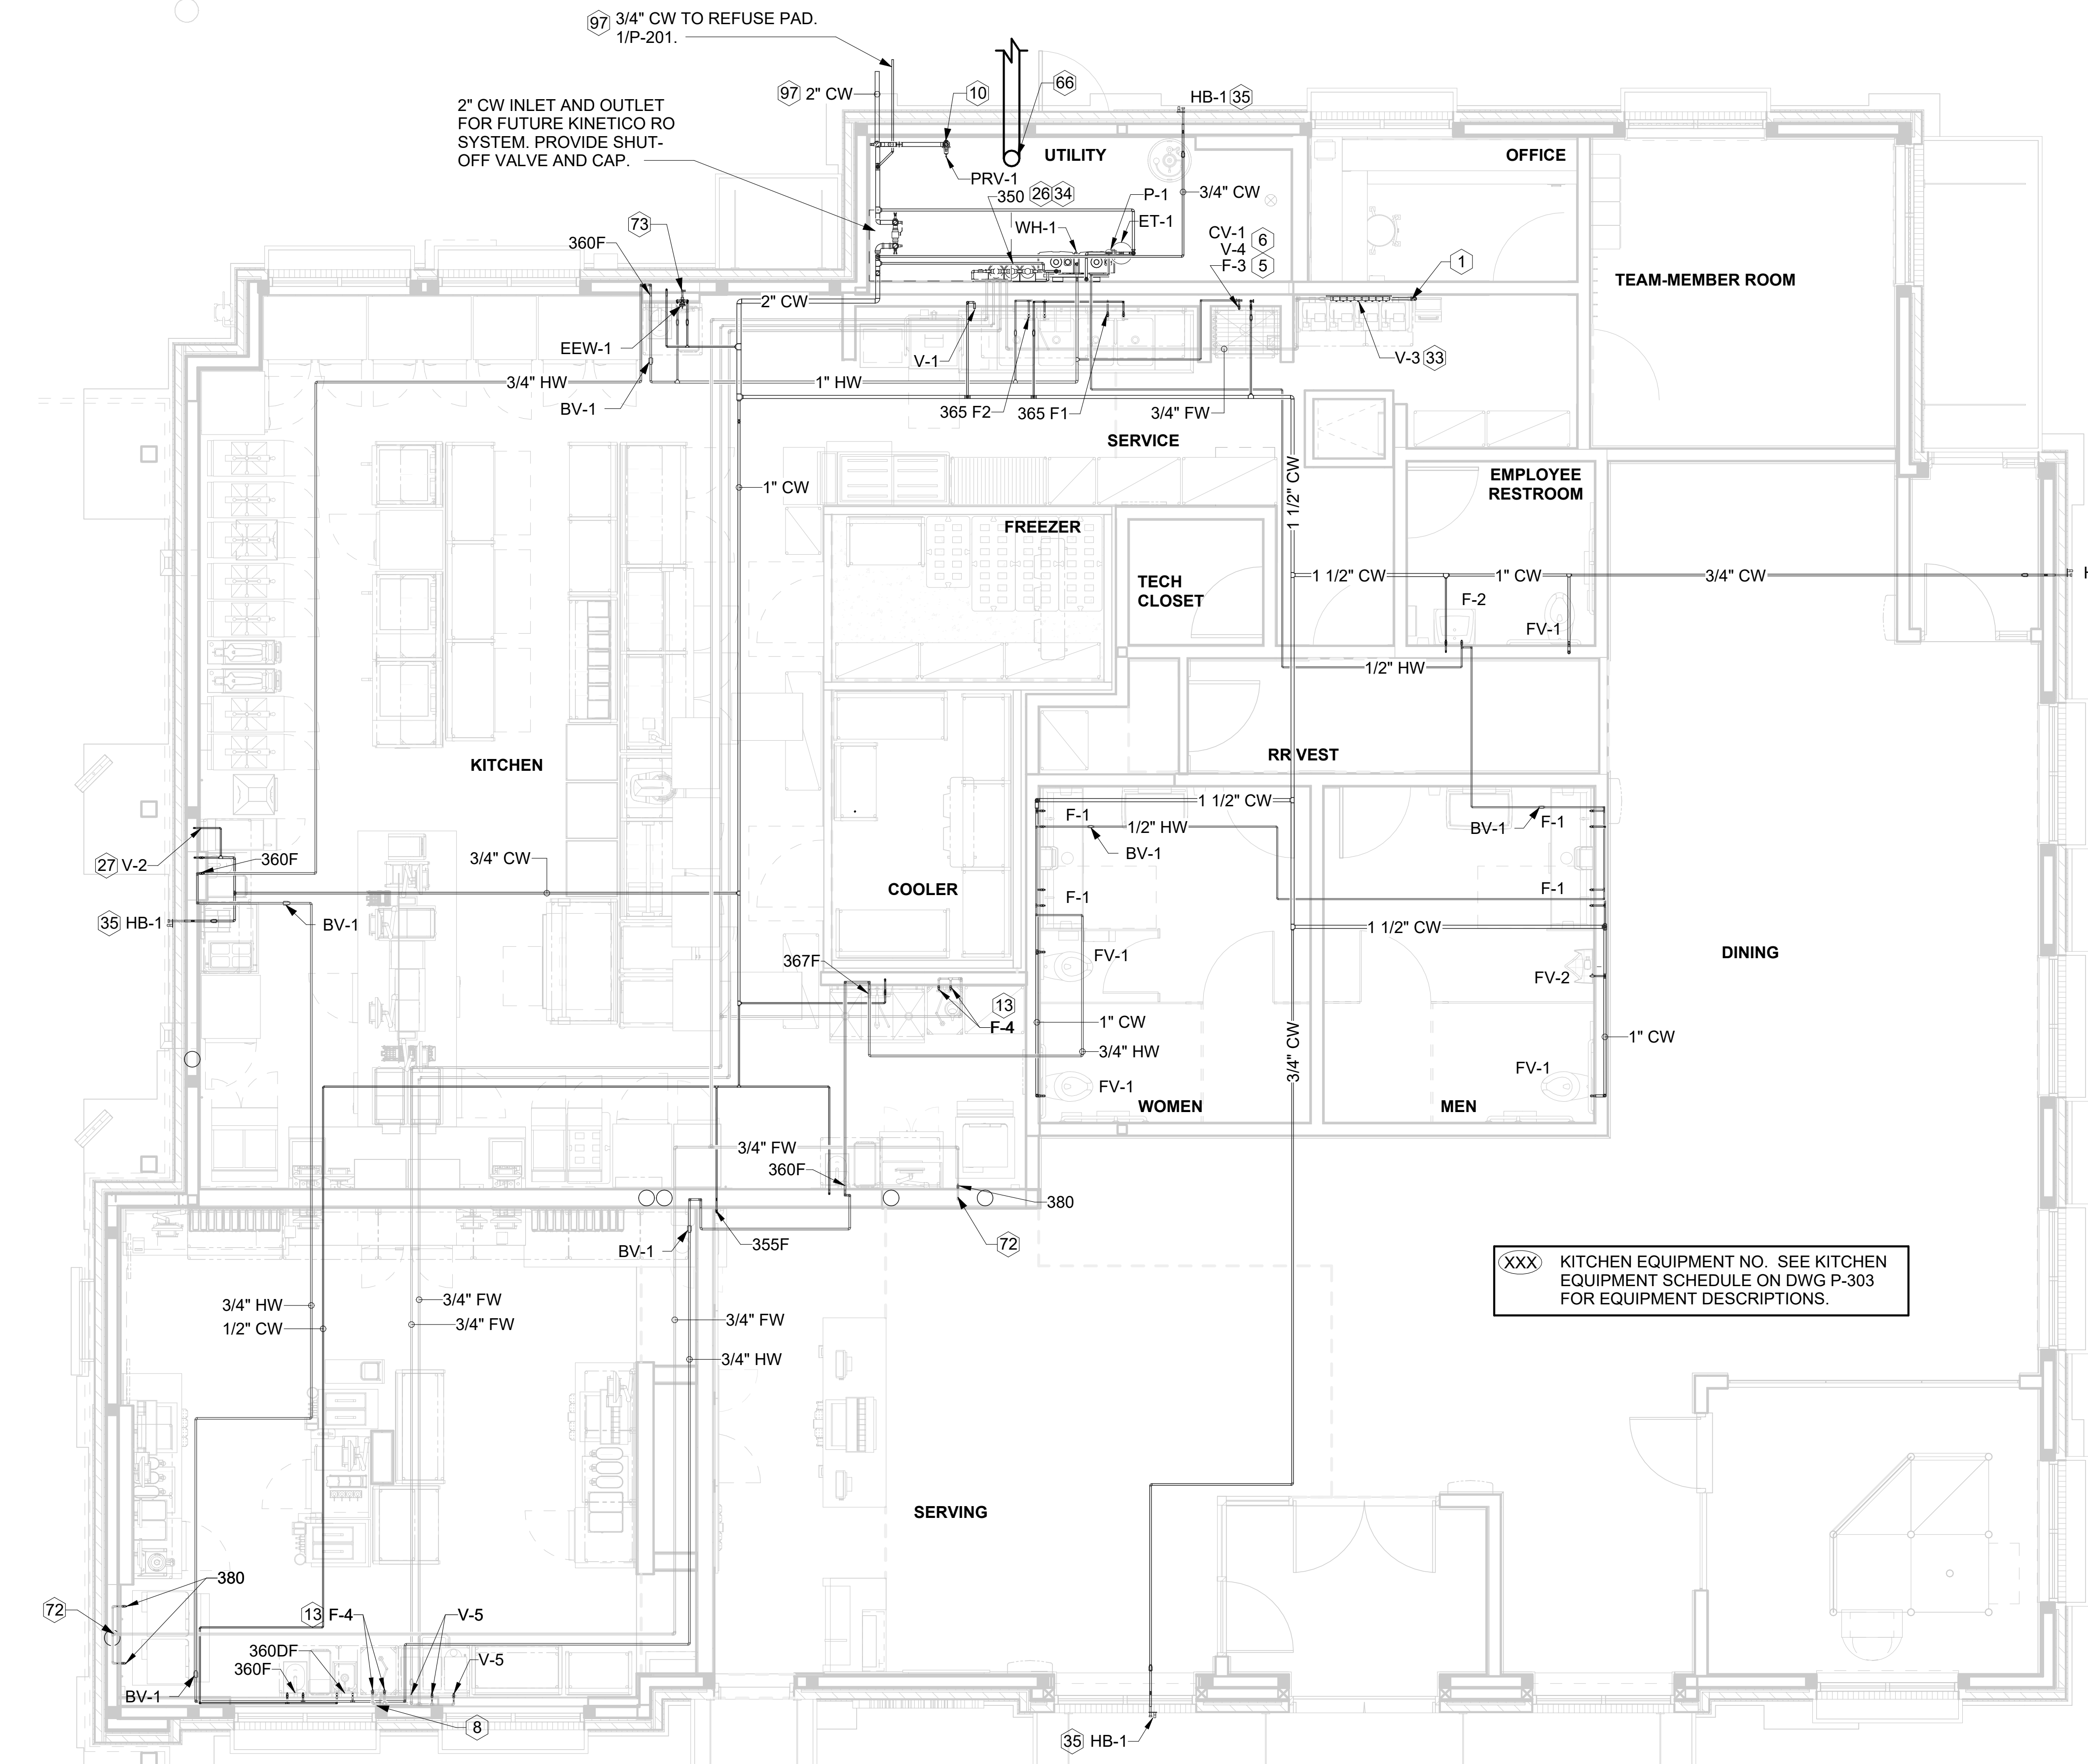 97 3/4" CW TO REFUSE PAD.
1/P-201.
97 2" CW
10
66
HB-1 35
2" CW INLET AND OUTLET
FOR FUTURE KINETICO RO
SYSTEM. PROVIDE SHUT-
OFF VALVE AND CAP.
UTILITY
OFFICE
PRV-1
350 26 34
P-1
3/4" CW
WH-1
ET-1
73
360F
CV-1
V-4 6
F-3 5
1
TEAM-MEMBER ROOM
2" CW
EEW-1
V-1
V-3 33
3/4" HW
1" HW
BV-1
365 F2
365 F1
3/4" FW
SERVICE
1 1/2" CW
1" CW
EMPLOYEE
RESTROOM
FREEZER
TECH
CLOSET
1 1/2" CW
1" CW
3/4" CW
H
F-2
FV-1
1/2" HW
KITCHEN
RR VEST
1 1/2" CW
F-1
1/2" HW
BV-1
BV-1
F-1
27 V-2
360F
3/4" CW
COOLER
F-1
F-1
35 HB-1
BV-1
1 1/2" CW
367F
FV-1
FV-2
DINING
13
F-4
1" CW
3/4" HW
3/4" CW
1" CW
FV-1
FV-1
WOMEN
MEN
3/4" FW
360F
380
BV-1
355F
72
XXX KITCHEN EQUIPMENT NO. SEE KITCHEN
EQUIPMENT SCHEDULE ON DWG P-303
FOR EQUIPMENT DESCRIPTIONS.
3/4" HW
1/2" CW
3/4" FW
3/4" FW
3/4" FW
3/4" HW
SERVING
380
72
13 F-4
V-5
360DF
360F
V-5
BV-1
8
35 HB-1